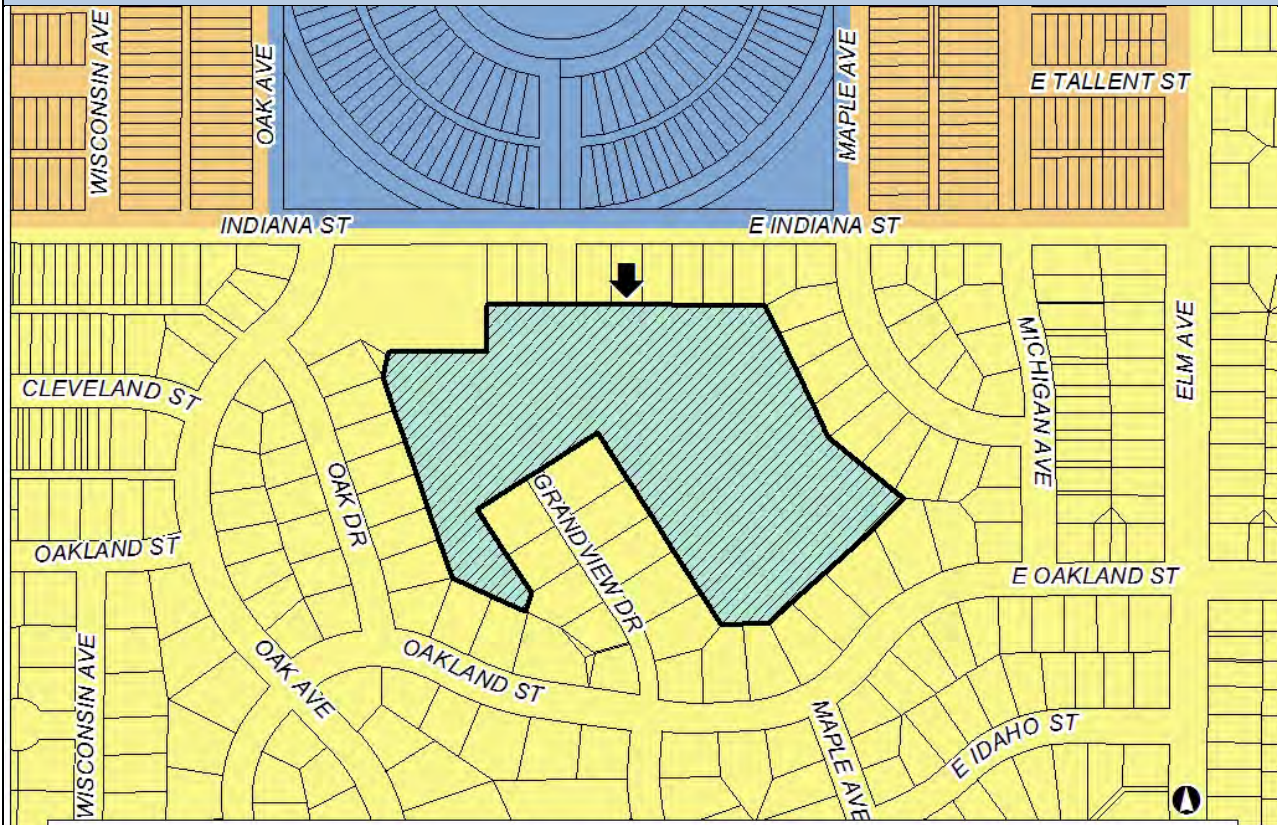 WISCONSIN AVE
OAK AVE
MAPLE AVE
E TALLENT ST
INDIANA ST
E INDIANA ST
MICHIGAN AVE
ELM AVE
CLEVELAND ST
OAK DR
GRANDVIEW DR
OAKLAND ST
E OAKLAND ST
WISCONSIN AVE
OAK AVE
OAKLAND ST
MAPLE AVE
E IDAHO ST